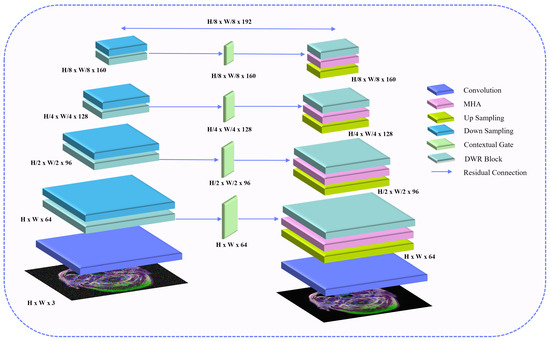 H/8 x W/8 x 192
H/8 x W/8 x 160
H/8 x W/8 x 160
H/8 x W/8 x 160
H/4 x W/4 x 128
H/4 x W/4 x 128
H/4 x W/4 x 128
H/2 x W/2 x 96
H/2 x W/2 x 96
H/2 x W/2 x 96
H x W x 64
H x W x 64
H x W x 64
H x W x 3
Convolution
MHA
Up Sampling
Down Sampling
Contextual Gate
DWR Block
Residual Connection